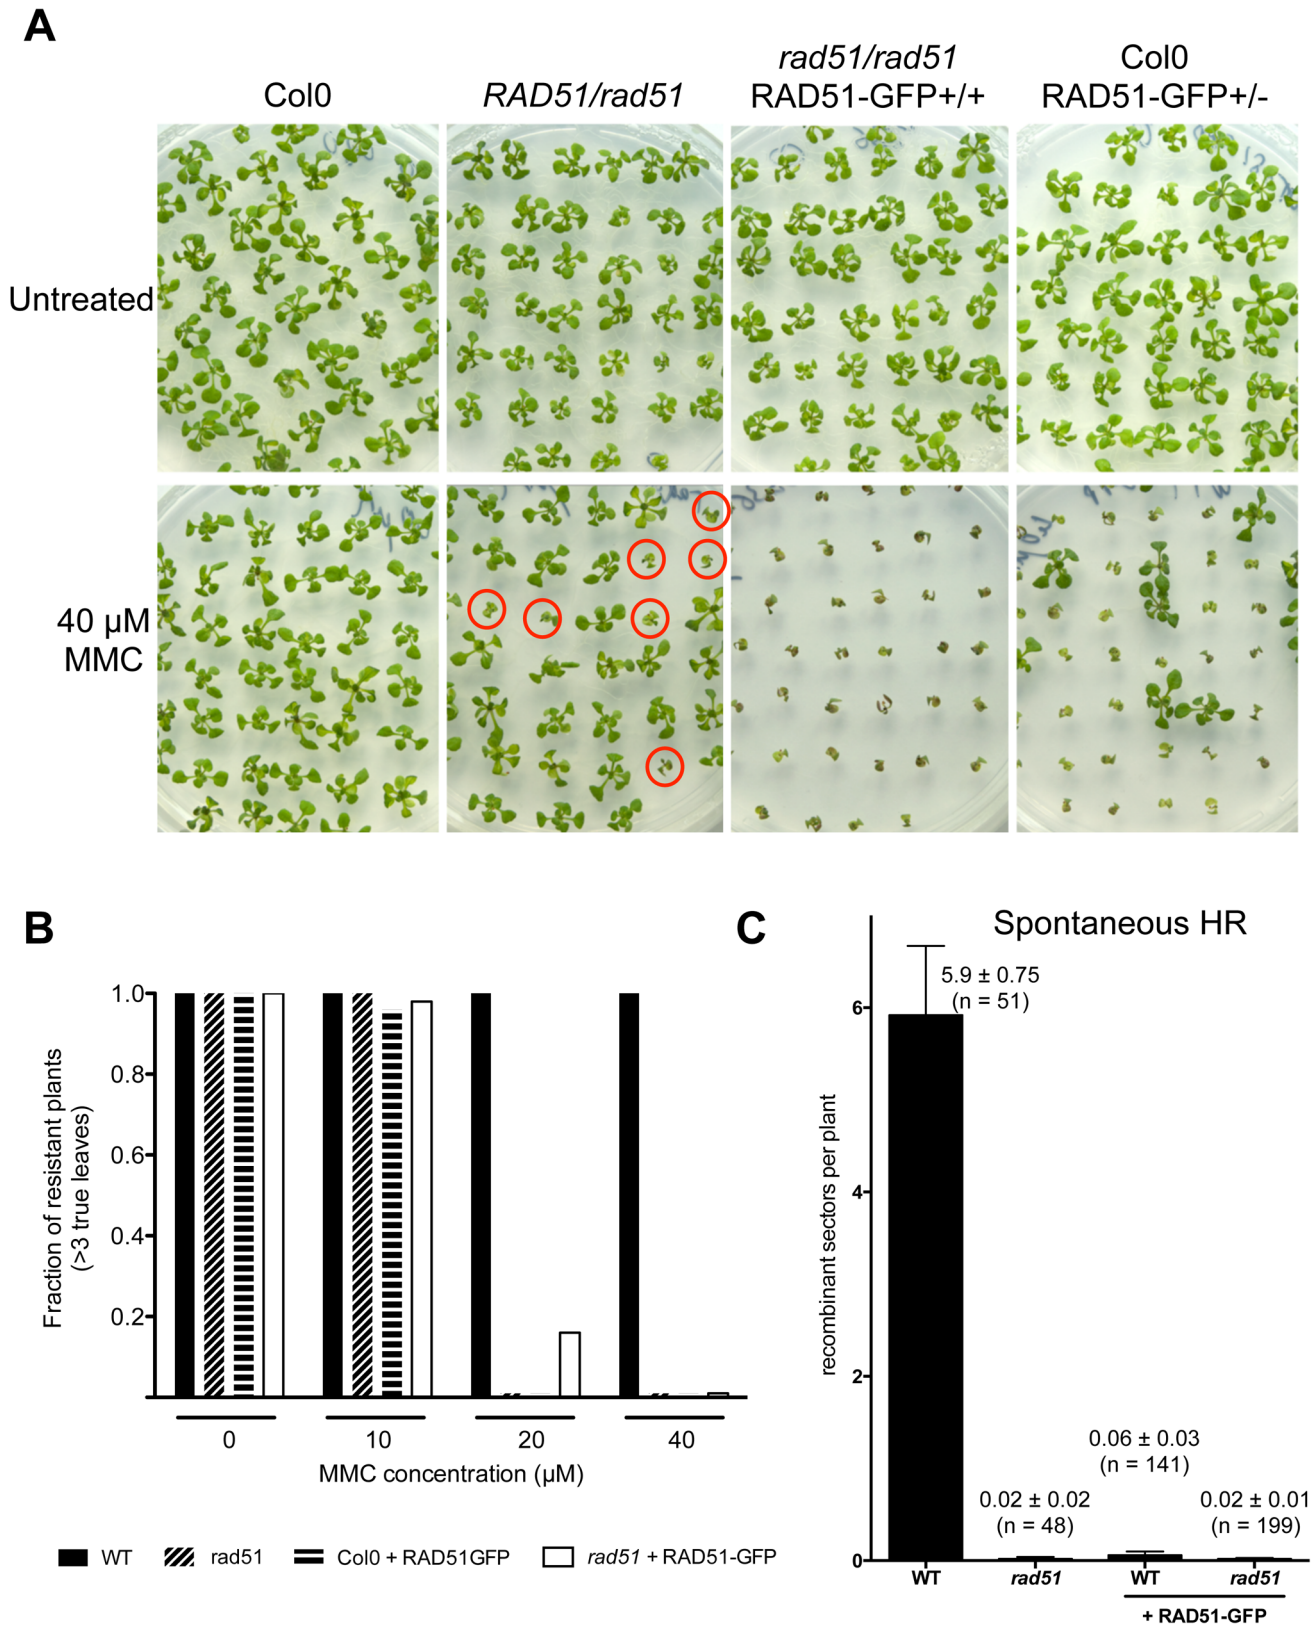 A
Col0
RAD51/rad51
rad51/rad51
RAD51-GFP+/+
Col0
RAD51-GFP+/-
Untreated
40 µM
MMC
B
Fraction of resistant plants
(>3 true leaves)
1.0
0.8
0.6
0.4
0.2
0
10
20
40
MMC concentration (µM)
WT
rad51
Col0 + RAD51GFP
rad51 + RAD51-GFP
C
Spontaneous HR
recombinant sectors per plant
6
4
2
0
5.9 ± 0.75
(n = 51)
0.02 ± 0.02
(n = 48)
0.06 ± 0.03
(n = 141)
0.02 ± 0.01
(n = 199)
WT
rad51
WT
rad51
+ RAD51-GFP